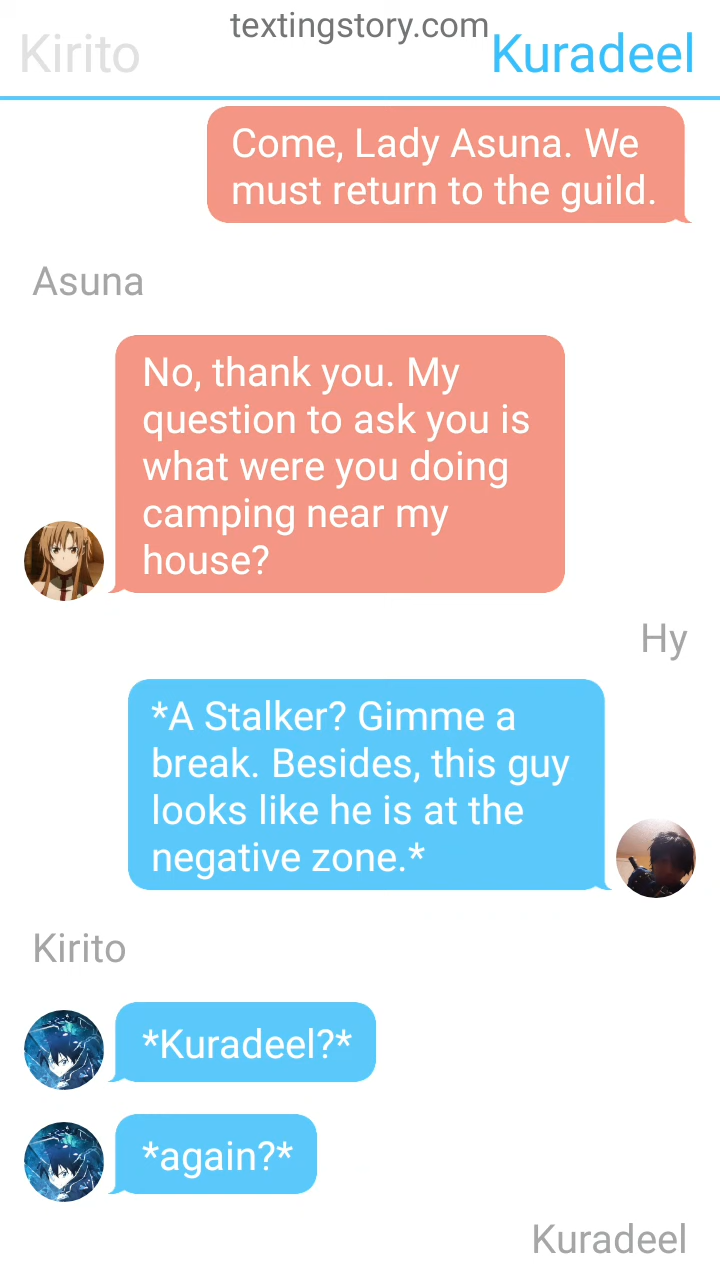 textingstory.com
Kirito
Kuradeel
Come, Lady Asuna. We
must return to the guild.
Asuna
No, thank you. My
question to ask you is
what were you doing
camping near my
house?
Hy
*A Stalker? Gimme a
break. Besides, this guy
looks like he is at the
negative zone.*
Kirito
*Kuradeel?*
*again?*
Kuradeel